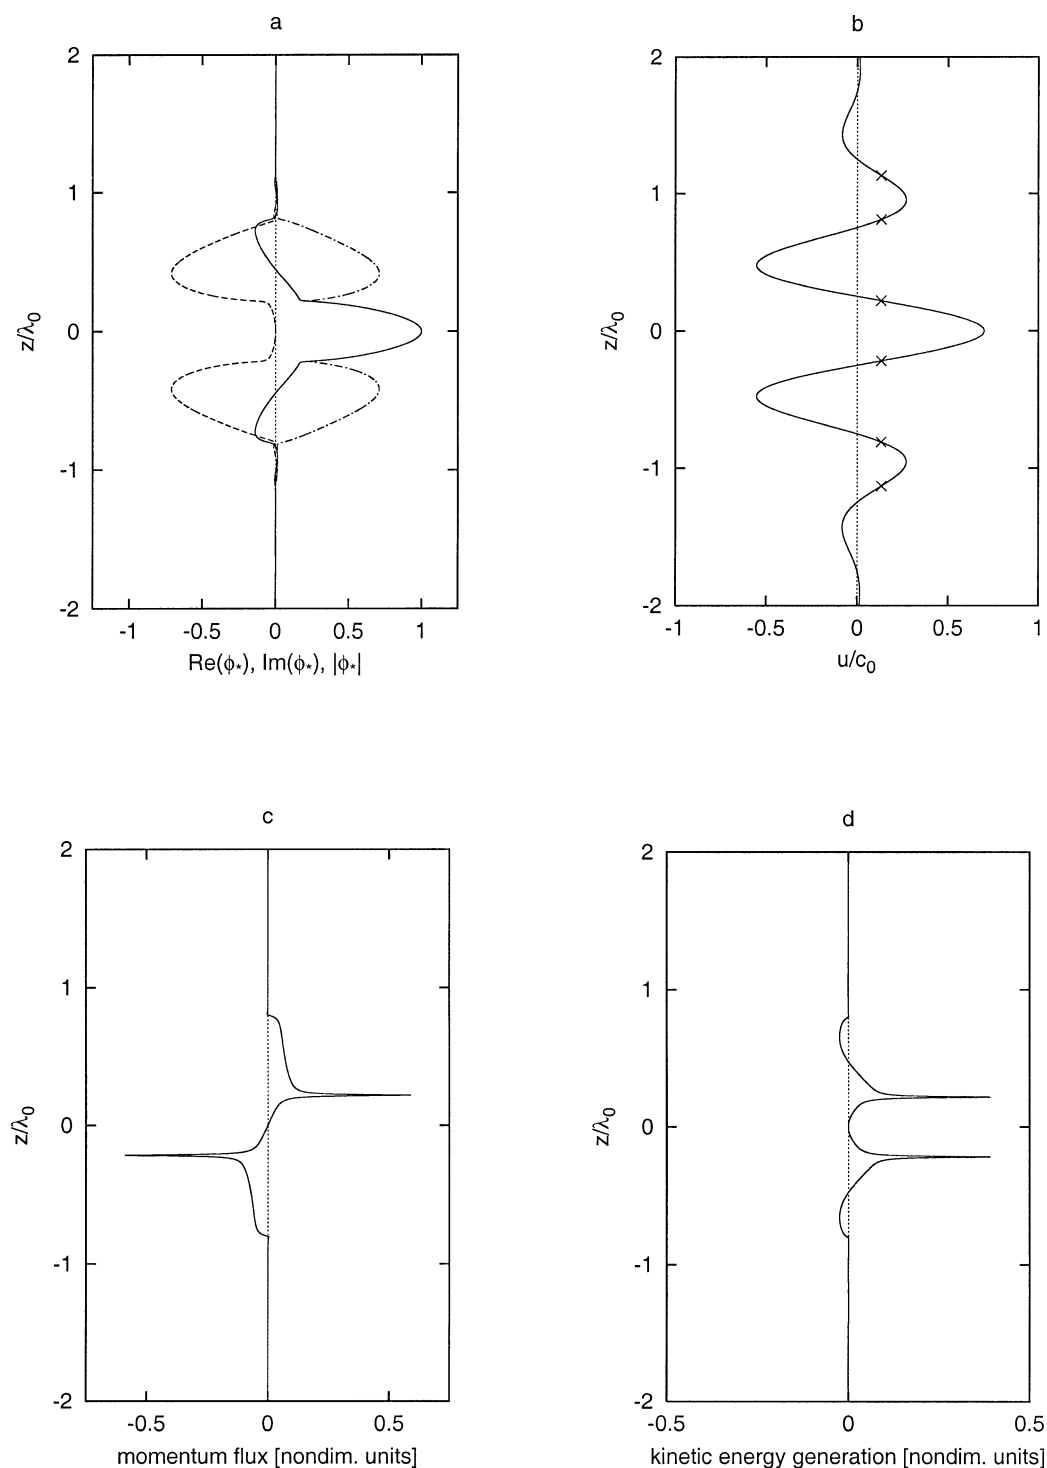 a
2
1
0
-1
-2
z/λ0
-1 -0.5 0 0.5 1
Re(ϕ⋆), Im(ϕ⋆), |ϕ⋆|
b
2
1
0
-1
-2
z/λ0
-1 -0.5 0 0.5 1
u/c0
c
2
1
0
-1
-2
z/λ0
-0.5 0 0.5
momentum flux [nondim. units]
d
2
1
0
-1
-2
z/λ0
-0.5 0 0.5
kinetic energy generation [nondim. units]